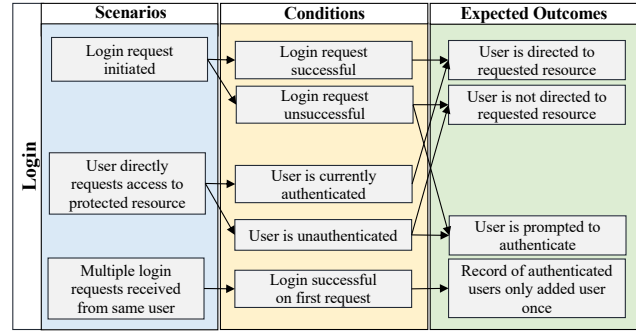 Scenarios
Conditions
Expected Outcomes
Login
Login request
initiated
User directly
requests access to
protected resource
Multiple login
requests received
from same user
Login request
successful
Login request
unsuccessful
User is currently
authenticated
User is unauthenticated
Login successful
on first request
User is directed to
requested resource
User is not directed to
requested resource
User is prompted to
authenticate
Record of authenticated
users only added user
once